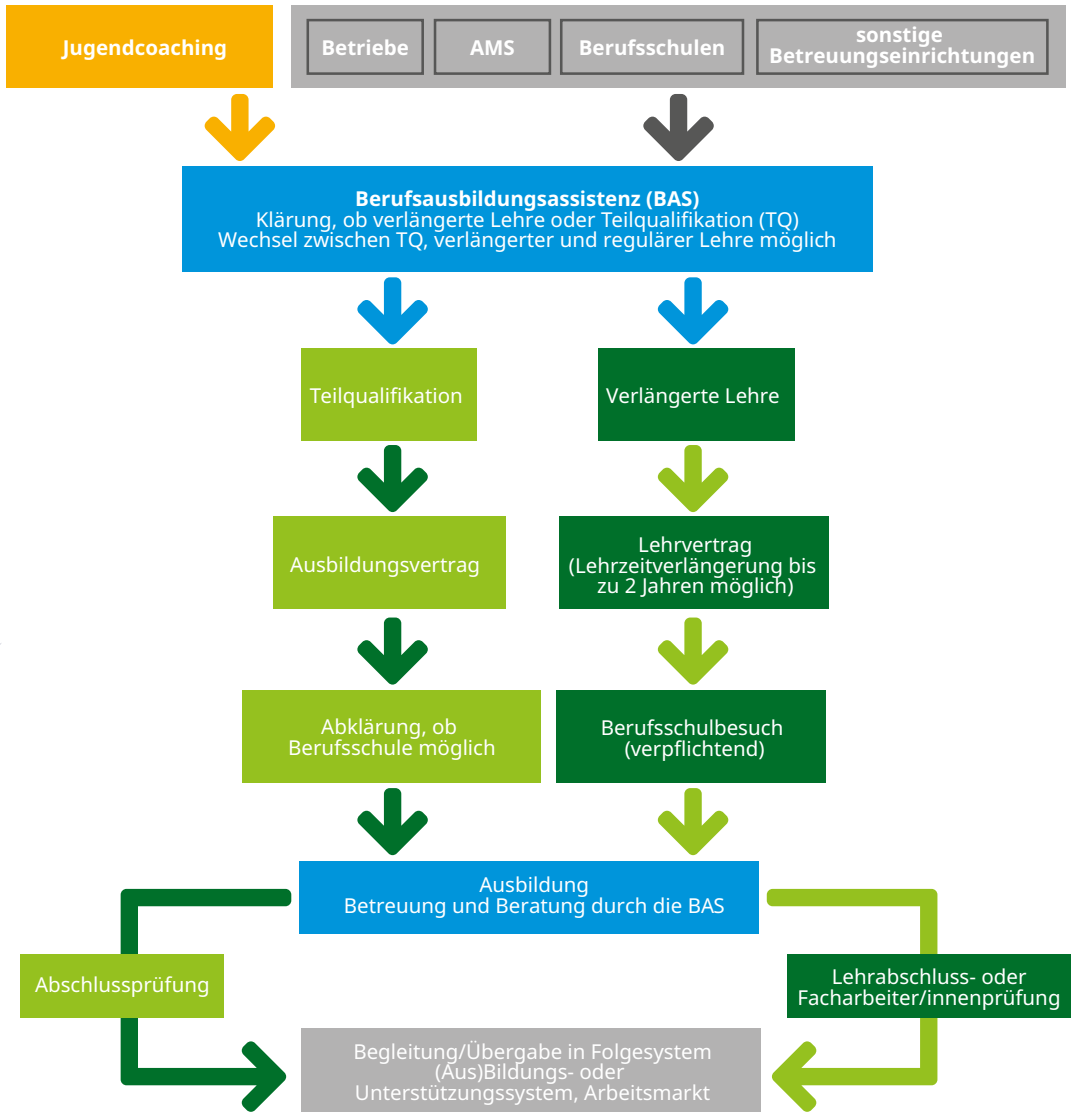 Jugendcoaching
Betriebe
AMS
Berufsschulen
sonstige
Betreuungseinrichtungen
Berufsausbildungsassistenz (BAS)
Klärung, ob verlängerte Lehre oder Teilqualifikation (TQ)
Wechsel zwischen TQ, verlängerter und regulärer Lehre möglich
Teilqualifikation
Verlängerte Lehre
Ausbildungsvertrag
Lehrvertrag
(Lehrzeitverlängerung bis
zu 2 Jahren möglich)
Abklärung, ob
Berufsschule möglich
Berufsschulbesuch
(verpflichtend)
Ausbildung
Betreuung und Beratung durch die BAS
Abschlussprüfung
Lehrabschluss- oder
Facharbeiter/innenprüfung
Begleitung/Übergabe in Folgesystem
(Aus)Bildungs- oder
Unterstützungssystem, Arbeitsmarkt